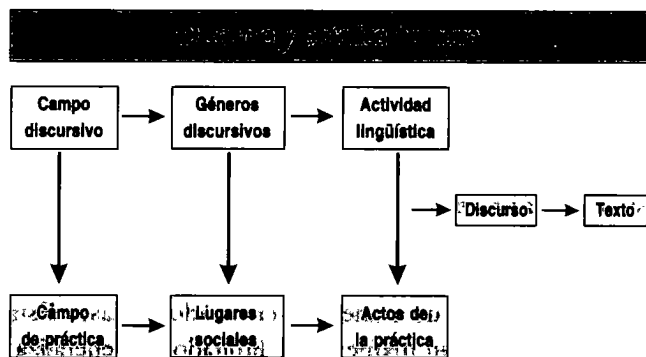 Campo
discursivo
Géneros
discursivos
Actividad
lingüística
Discurso
Texto
Campo
de práctica
Lugares
sociales
Actos de
la práctica